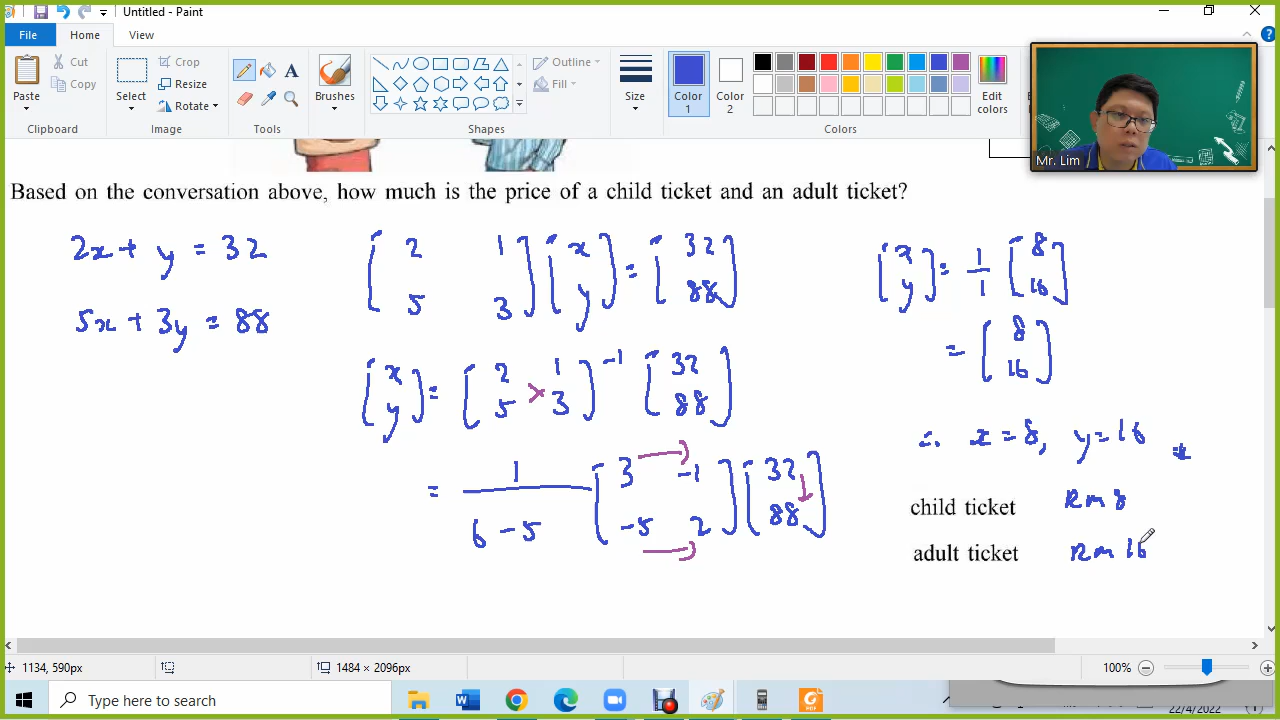 Untitled - Paint
File Home View
Paste Cut Copy Clipboard
Select Crop Resize Rotate Image
Tools
Brushes
Outline Fill Shapes
Size
Color 1 Color 2 Edit colors Colors
Mr. Lim
Based on the conversation above, how much is the price of a child ticket and an adult ticket?
2x + y = 32
5x + 3y = 88
[2 1 5 3] [x y] = [32 88]
[x y] = [2 1 5 3]⁻¹ [32 88]
= 1/(6 - 5) [3 -1 -5 2] [32 88]
[x y] = 1/1 [8 16]
= [8 16]
∴ x = 8, y = 16
child ticket RM 8
adult ticket RM 16
1134, 590px 1484 × 2096px 100%
Type here to search
22/4/2022